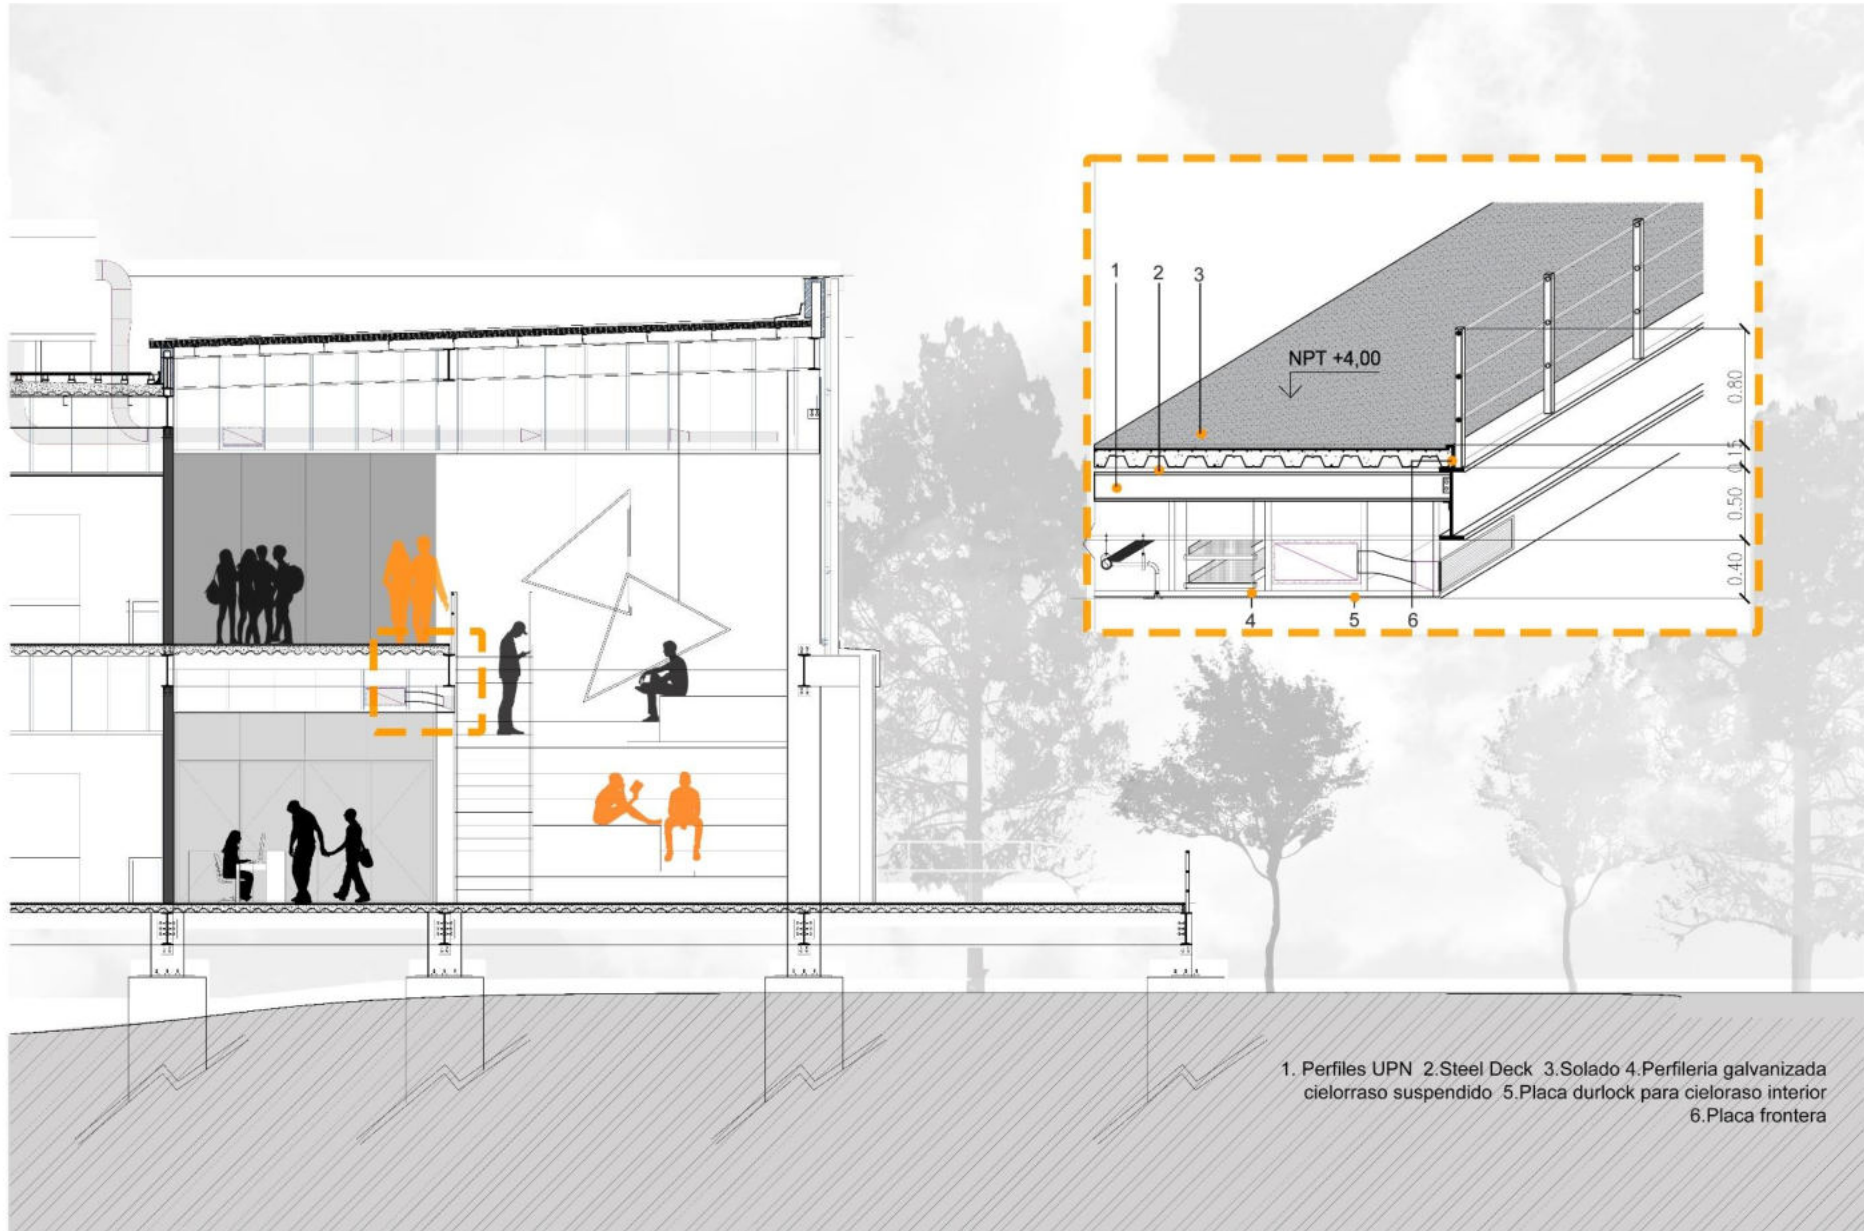 1 2 3
NPT +4,00
0.80
0.15
0.50
0.40
4 5 6
1. Perfiles UPN 2.Steel Deck 3.Solado 4.Perfileria galvanizada
cielorraso suspendido 5.Placa durlock para cieloraso interior
6.Placa frontera